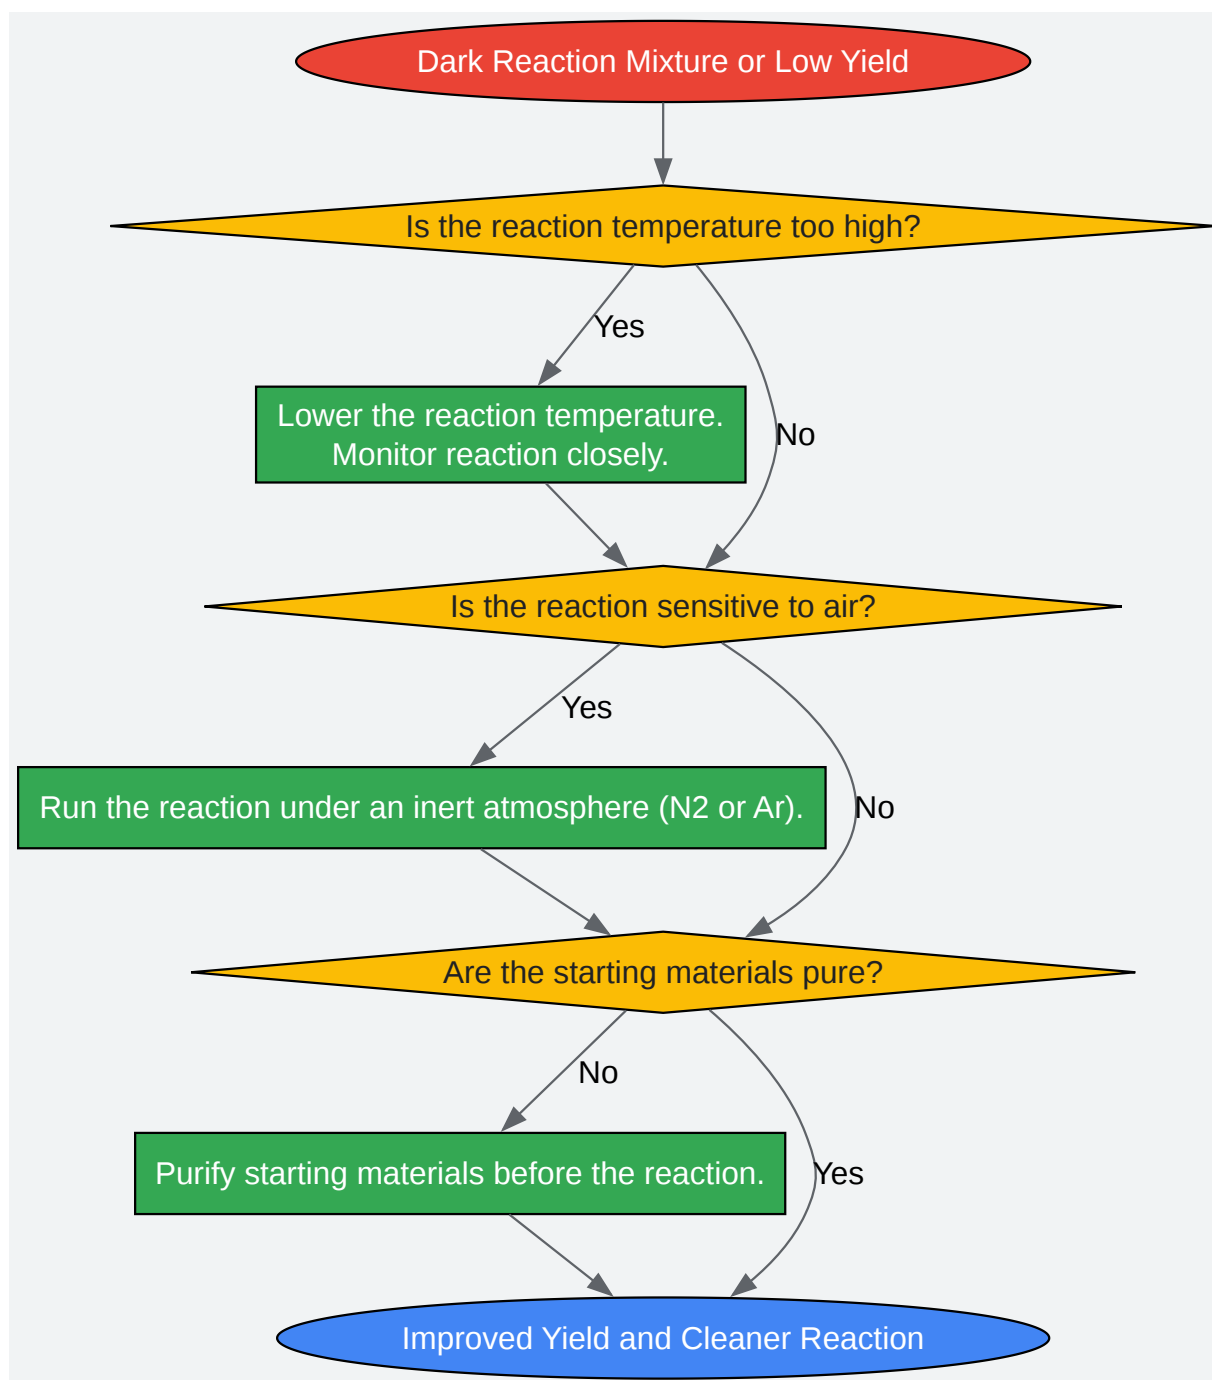 Dark Reaction Mixture or Low Yield
Is the reaction temperature too high?
Yes
Lower the reaction temperature.
Monitor reaction closely.
No
Is the reaction sensitive to air?
Yes
Run the reaction under an inert atmosphere (N2 or Ar).
No
Are the starting materials pure?
No
Purify starting materials before the reaction.
Yes
Improved Yield and Cleaner Reaction